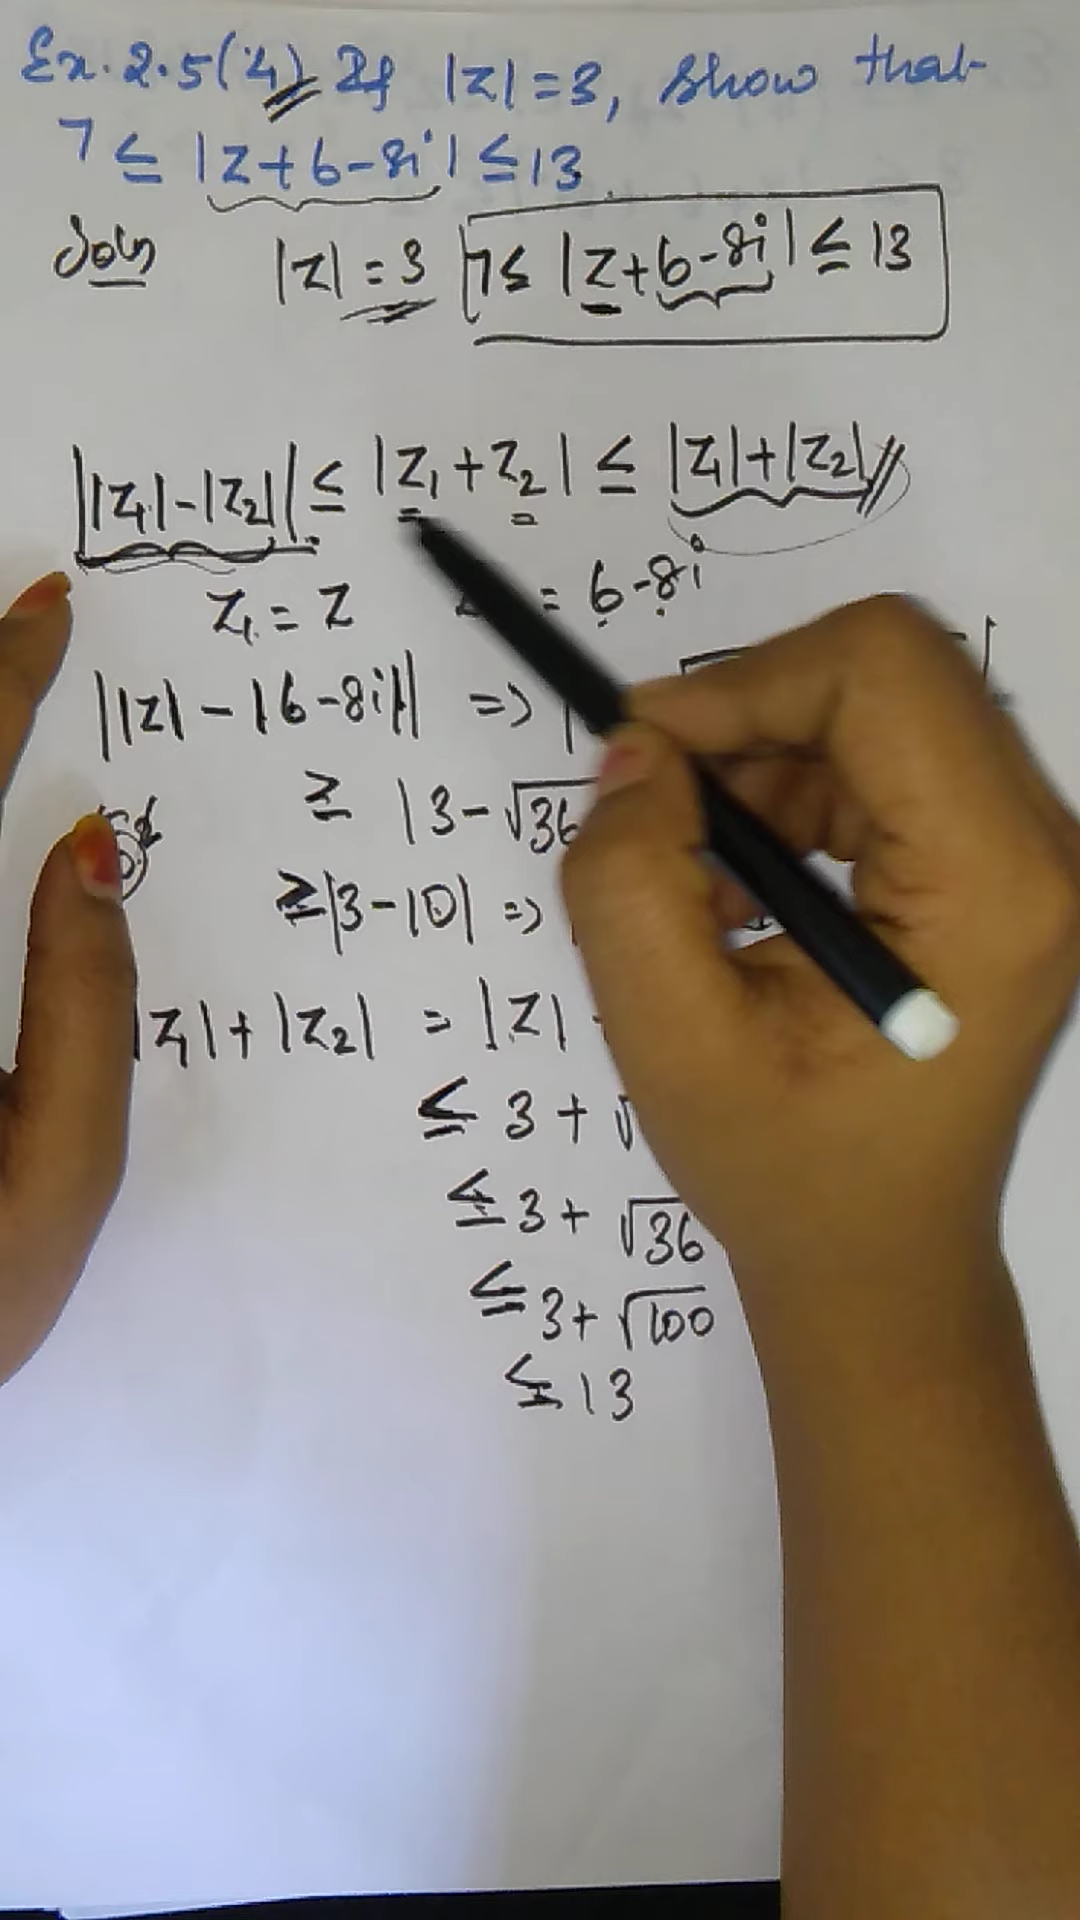 Ex. 2.5(4) If |z| = 3, show that
7 ≤ |z+6-8i| ≤ 13
Soln |z| = 3 7 ≤ |z+6-8i| ≤ 13
||z₁|-|z₂|| ≤ |z₁+z₂| ≤ |z₁|+|z₂|
z₁ = z = 6-8i
||z| - |6-8i|| =>
≥ |3-√36
≥ |3-10| =>
|z₁|+|z₂| = |z|
≤ 3 + √
≤ 3 + √36
≤ 3 + √100
≤ 13